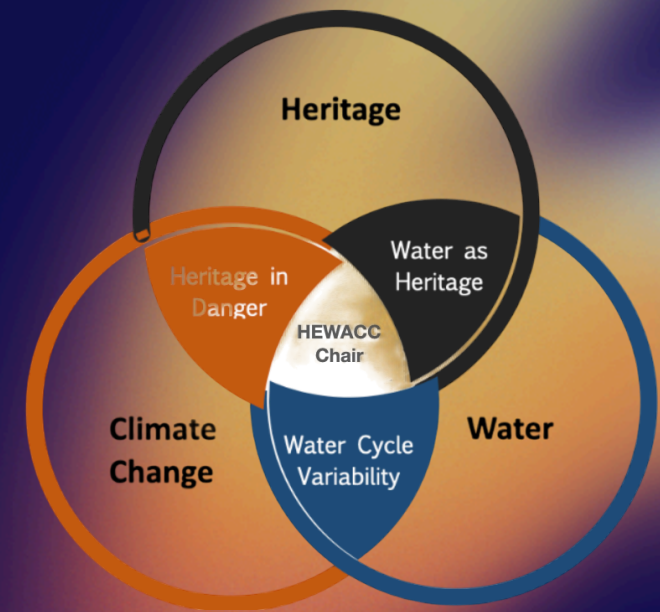 Heritage
Heritage in
Danger
Water as
Heritage
HEWACC
Chair
Climate
Change
Water
Water Cycle
Variability